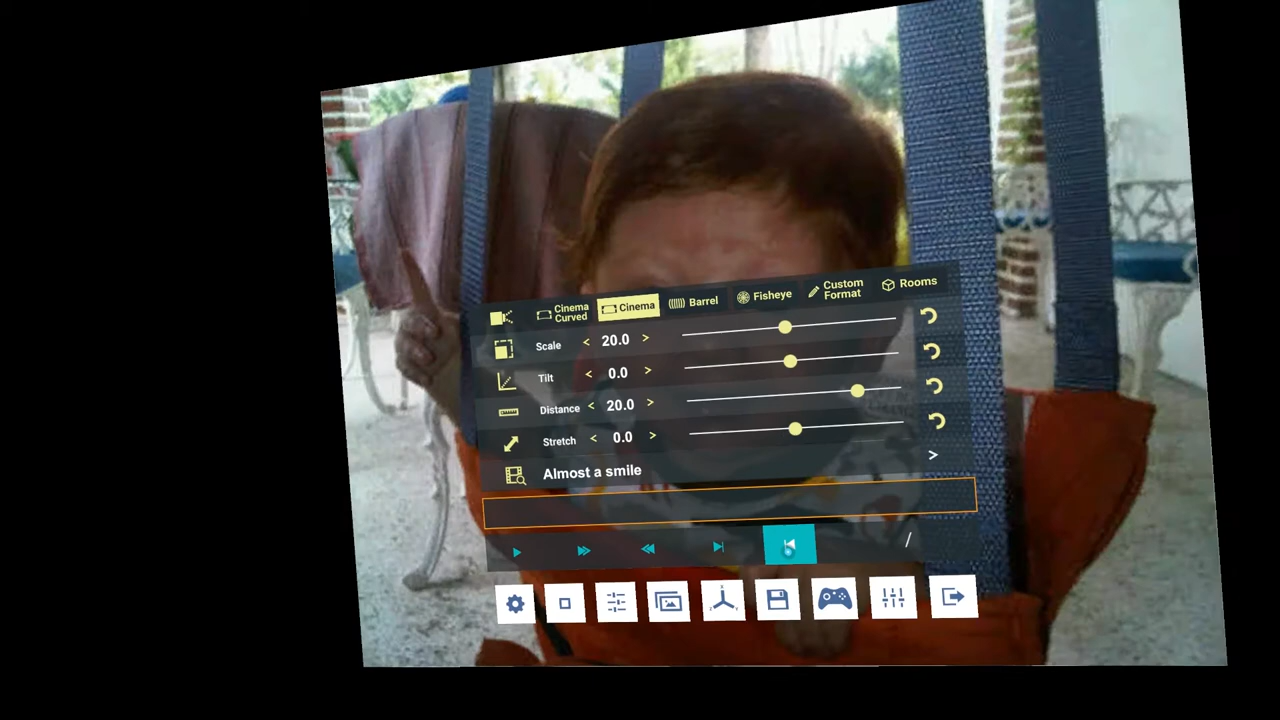 Cinema Curved
Cinema
Barrel
Fisheye
Custom Format
Rooms
Scale < 20.0 >
Tilt < 0.0 >
Distance < 20.0 >
Stretch < 0.0 >
Almost a smile >
/